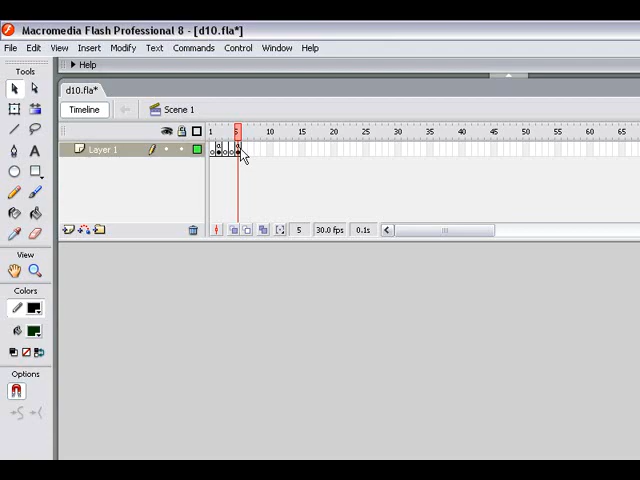 Macromedia Flash Professional 8 - [d10.fla*]
File Edit View Insert Modify Text Commands Control Window Help
Help
Tools
d10.fla*
Timeline Scene 1
1 5 10 15 20 25 30 35 40 45 50 55 60 65
Layer 1
A
5 30.0 fps 0.1s
View
Colors
Options